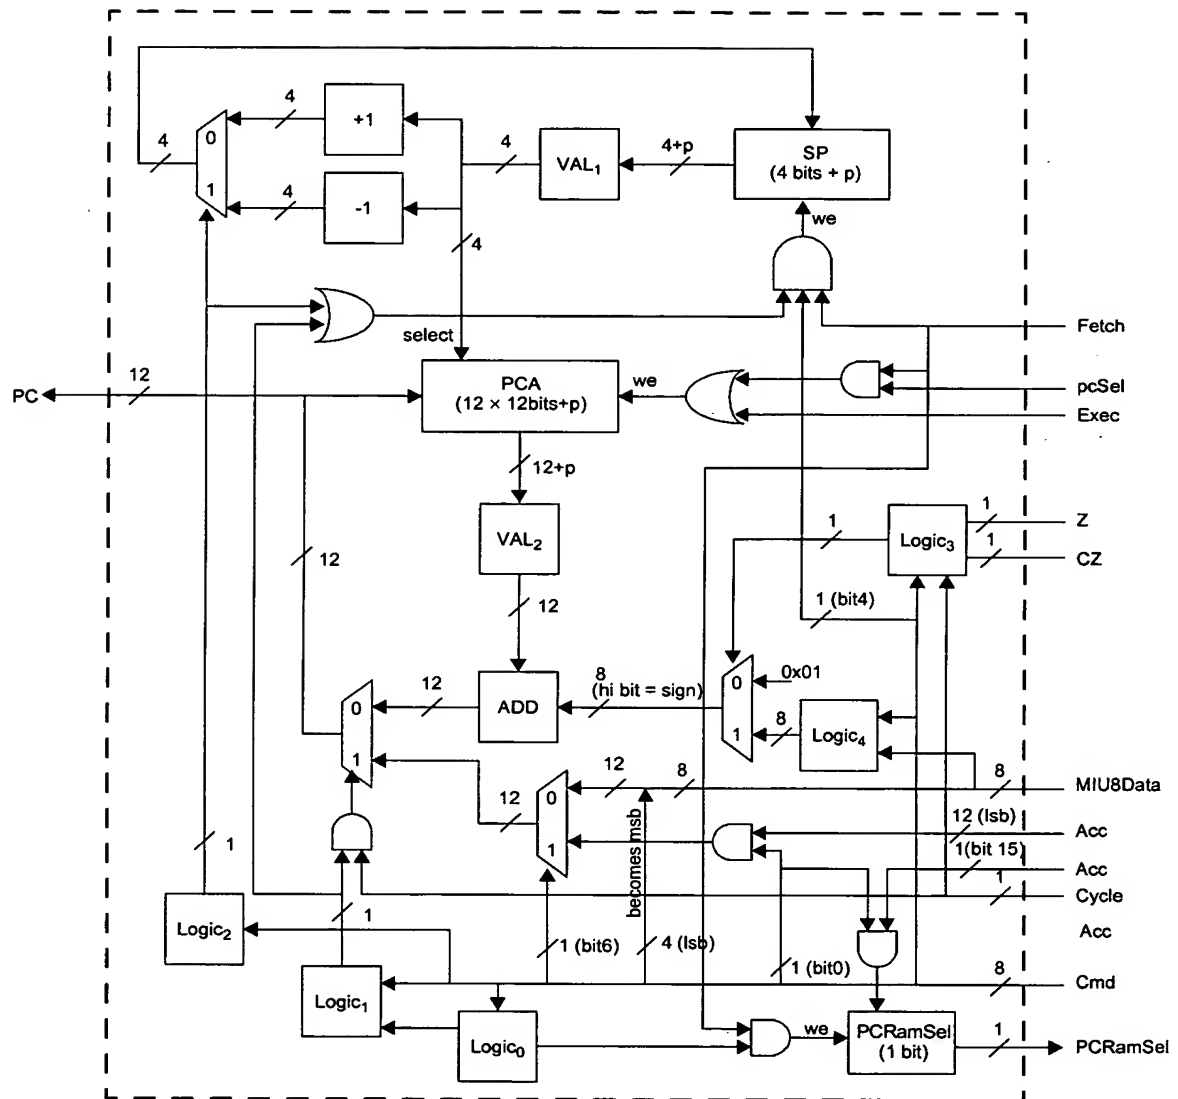 4
+1
0
4
4
VAL₁
4+p
SP
(4 bits + p)
1
4
-1
we
4
select
Fetch
12
PC
PCA
(12 × 12bits+p)
we
pcSel
Exec
12+p
VAL₂
12
12
1
Logic₃
1
Z
1
CZ
1 (bit4)
0
0x01
8
(hi bit = sign)
12
ADD
0
1
8
Logic₄
1
12
8
8
MIU8Data
0
12
1
becomes msb
12 (lsb)
Acc
1(bit 15)
Acc
1
Cycle
1
Logic₂
1
Acc
1 (bit6)
4 (lsb)
1 (bit0)
8
Cmd
Logic₁
Logic₀
we
PCRamSel
(1 bit)
1
PCRamSel